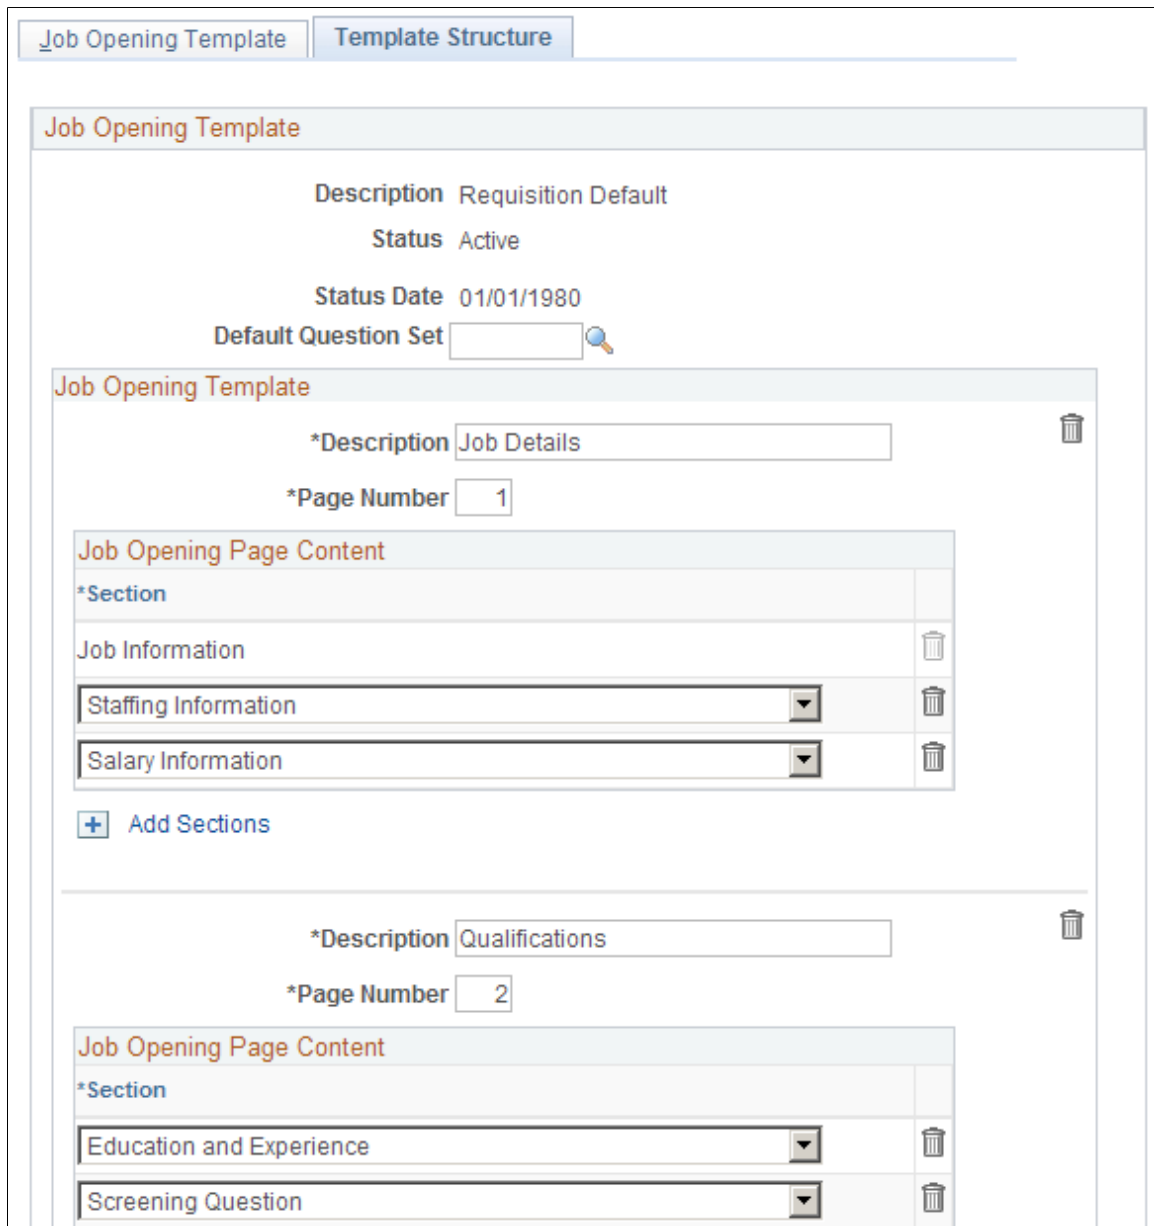 Job Opening Template Template Structure
Job Opening Template
Description Requisition Default
Status Active
Status Date 01/01/1980
Default Question Set
Job Opening Template
*Description Job Details
*Page Number 1
Job Opening Page Content
*Section
Job Information
Staffing Information
Salary Information
+ Add Sections
*Description Qualifications
*Page Number 2
Job Opening Page Content
*Section
Education and Experience
Screening Question